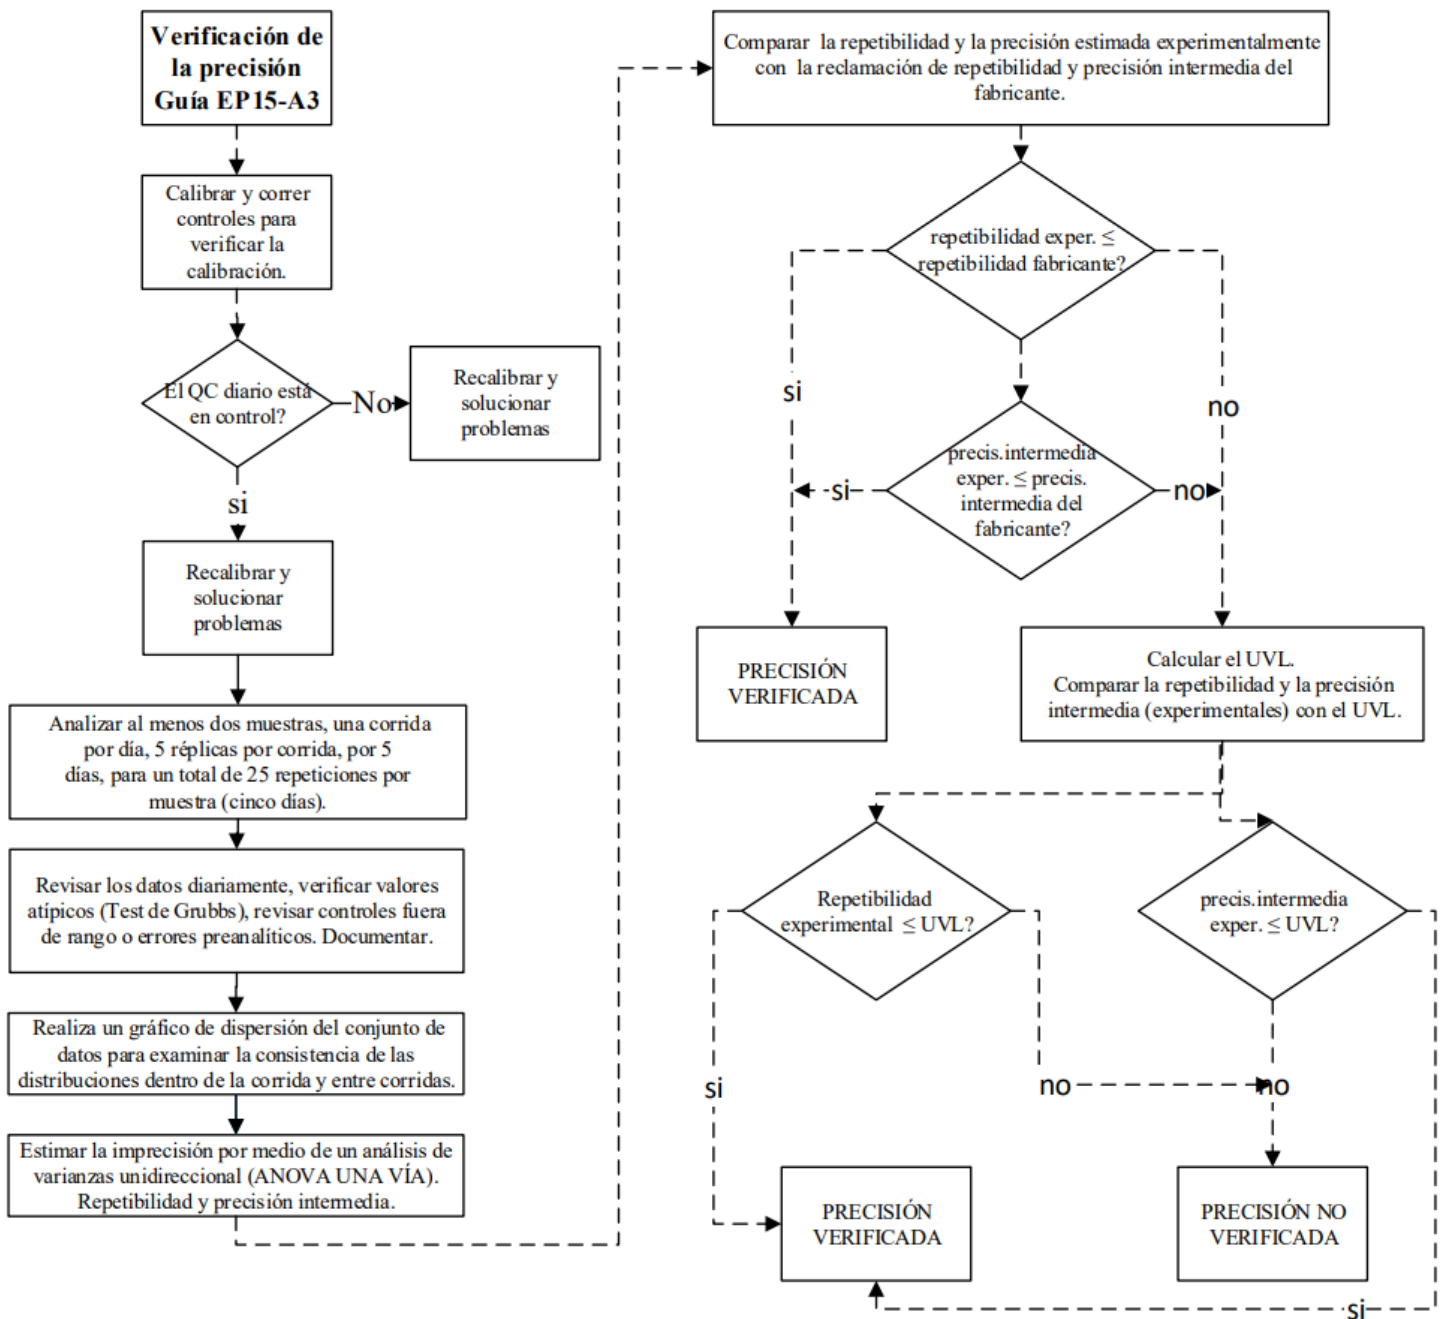 Verificación de
la precisión
Guía EP15-A3
Calibrar y correr
controles para
verificar la
calibración.
El QC diario está
en control?
No
Recalibrar y
solucionar
problemas
si
Recalibrar y
solucionar
problemas
Analizar al menos dos muestras, una corrida
por día, 5 réplicas por corrida, por 5
días, para un total de 25 repeticiones por
muestra (cinco días).
Revisar los datos diariamente, verificar valores
atípicos (Test de Grubbs), revisar controles fuera
de rango o errores preanalíticos. Documentar.
Realiza un gráfico de dispersión del conjunto de
datos para examinar la consistencia de las
distribuciones dentro de la corrida y entre corridas.
Estimar la imprecisión por medio de un análisis de
varianzas unidireccional (ANOVA UNA VÍA).
Repetibilidad y precisión intermedia.
Comparar la repetibilidad y la precisión estimada experimentalmente
con la reclamación de repetibilidad y precisión intermedia del
fabricante.
repetibilidad exper. ≤
repetibilidad fabricante?
si
no
precis.intermedia
exper. ≤ precis.
intermedia del
fabricante?
si
no
PRECISIÓN
VERIFICADA
Calcular el UVL.
Comparar la repetibilidad y la precisión
intermedia (experimentales) con el UVL.
Repetibilidad
experimental ≤ UVL?
precis.intermedia
exper. ≤ UVL?
si
no
no
PRECISIÓN
VERIFICADA
PRECISIÓN NO
VERIFICADA
si